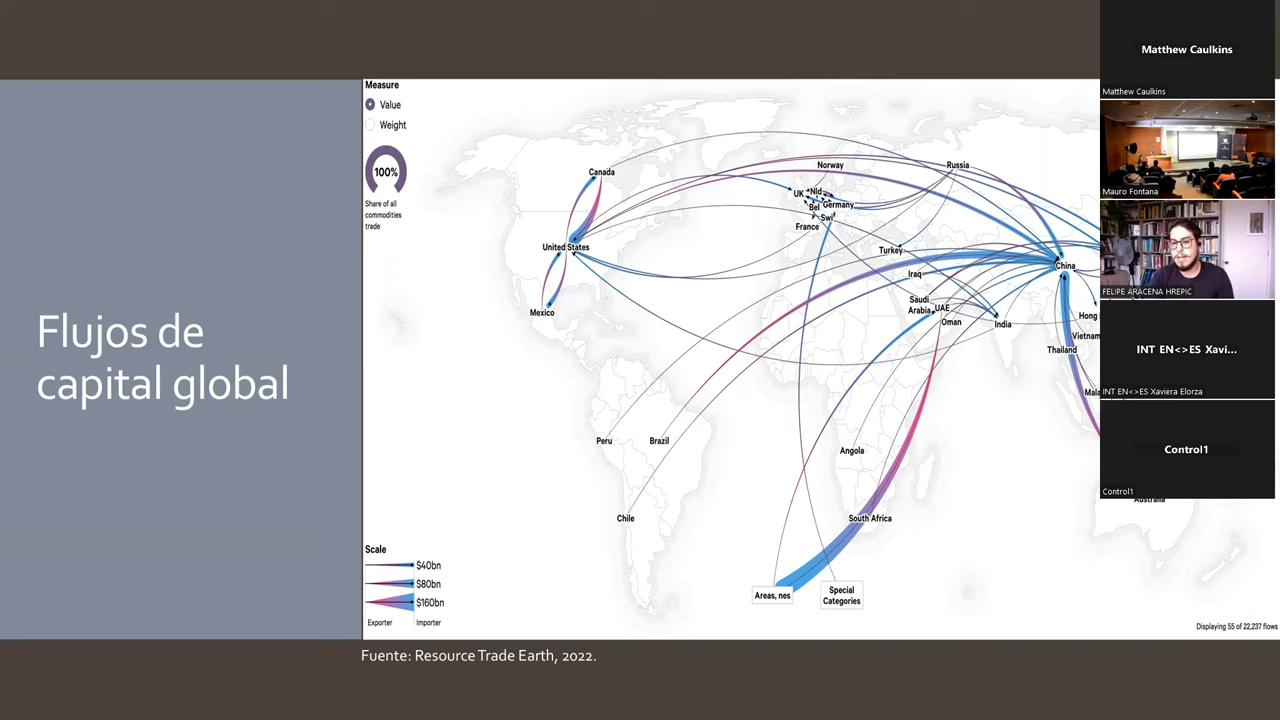 Flujos de
capital global
Measure
Value
Weight
100%
Share of all
commodities
trade
Canada
United States
Mexico
Norway
Russia
UK
Nld
Bel
Germany
Swi
France
Turkey
China
Iraq
Saudi
Arabia
UAE
Oman
India
Hong
Vietnam
Thailand
Peru
Brazil
Angola
Chile
South Africa
Australia
Areas, nes
Special
Categories
Scale
$40bn
$80bn
$160bn
Exporter
Importer
Displaying 55 of 22,237 flows
Fuente: Resource Trade Earth, 2022.
Matthew Caulkins
Matthew Caulkins
Mauro Fontana
FELIPE ARACENA HREPIC
INT EN<>ES Xavi...
INT EN<>ES Xaviera Elorza
Control1
Control1